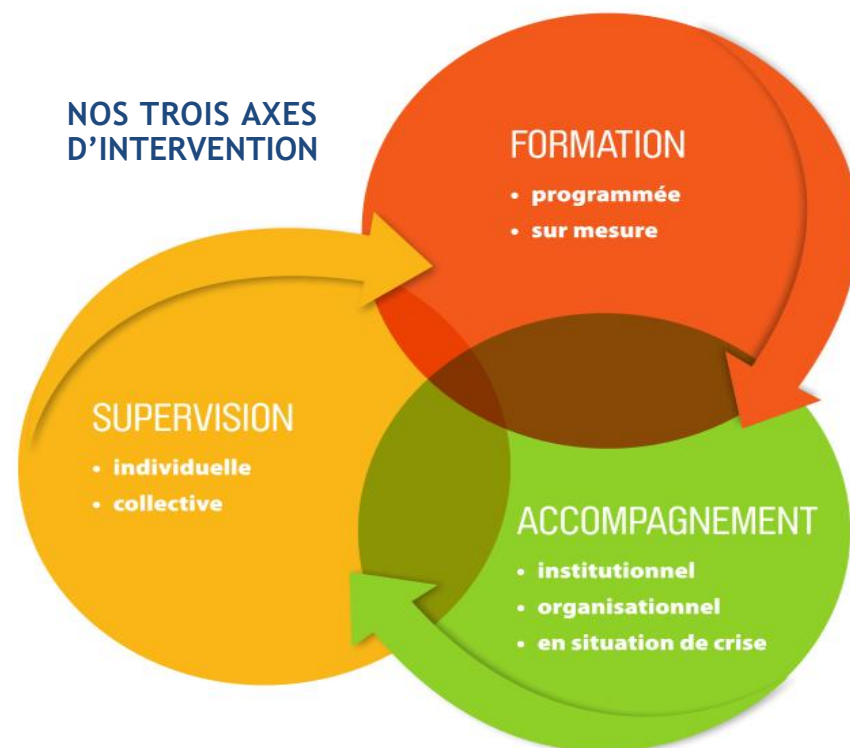 NOS TROIS AXES
D’INTERVENTION
FORMATION
• programmée
• sur mesure
SUPERVISION
• individuelle
• collective
ACCOMPAGNEMENT
• institutionnel
• organisationnel
• en situation de crise